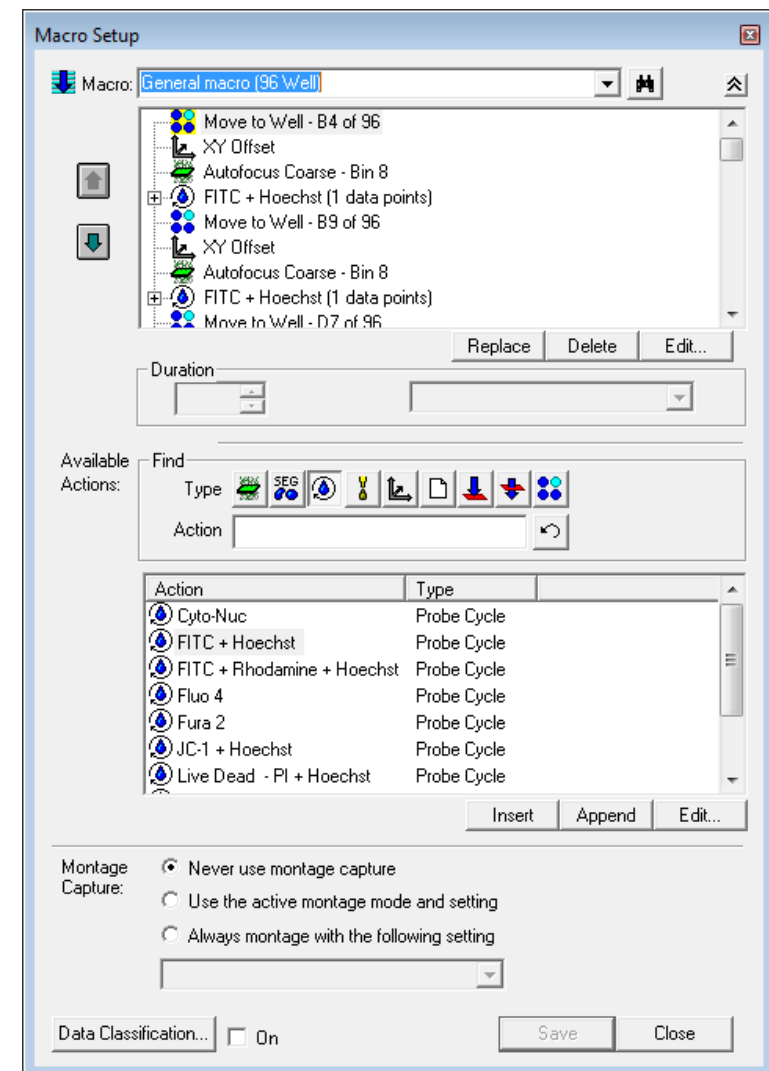 Macro Setup
Macro: General macro (96 Well)
Move to Well - B4 of 96
XY Offset
Autofocus Coarse - Bin 8
FITC + Hoechst (1 data points)
Move to Well - B9 of 96
XY Offset
Autofocus Coarse - Bin 8
FITC + Hoechst (1 data points)
Move to Well - D7 of 96
Replace Delete Edit...
Duration
Available Actions:
Find
Type SEG
Action
Action Type
Cyto-Nuc Probe Cycle
FITC + Hoechst Probe Cycle
FITC + Rhodamine + Hoechst Probe Cycle
Fluo 4 Probe Cycle
Fura 2 Probe Cycle
JC-1 + Hoechst Probe Cycle
Live Dead - PI + Hoechst Probe Cycle
Insert Append Edit...
Montage Capture:
Never use montage capture
Use the active montage mode and setting
Always montage with the following setting
Data Classification... On Save Close